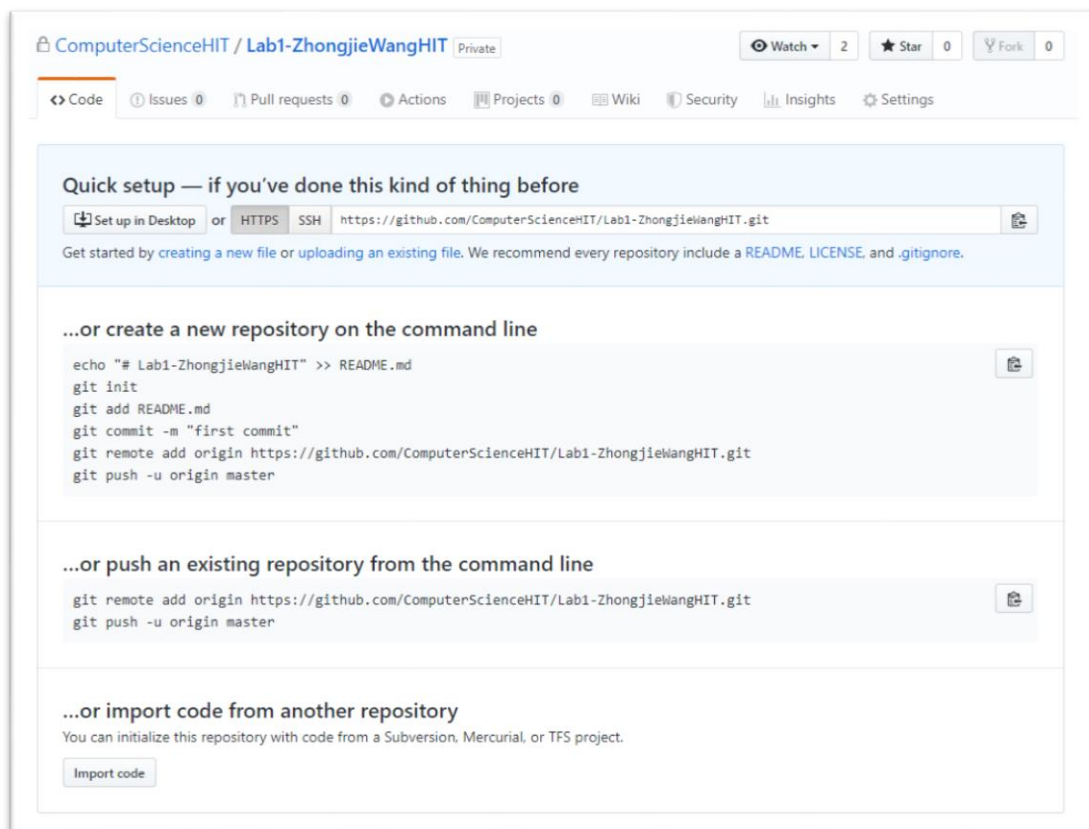 ComputerScienceHIT / Lab1-ZhongjieWangHIT Private
Watch 2 Star 0 Fork 0
Code Issues 0 Pull requests 0 Actions Projects 0 Wiki Security Insights Settings
Quick setup — if you've done this kind of thing before
Set up in Desktop or HTTPS SSH https://github.com/ComputerScienceHIT/Lab1-ZhongjieWangHIT.git
Get started by creating a new file or uploading an existing file. We recommend every repository include a README, LICENSE, and .gitignore.
...or create a new repository on the command line
echo "# Lab1-ZhongjieWangHIT" >> README.md
git init
git add README.md
git commit -m "first commit"
git remote add origin https://github.com/ComputerScienceHIT/Lab1-ZhongjieWangHIT.git
git push -u origin master
...or push an existing repository from the command line
git remote add origin https://github.com/ComputerScienceHIT/Lab1-ZhongjieWangHIT.git
git push -u origin master
...or import code from another repository
You can initialize this repository with code from a Subversion, Mercurial, or TFS project.
Import code